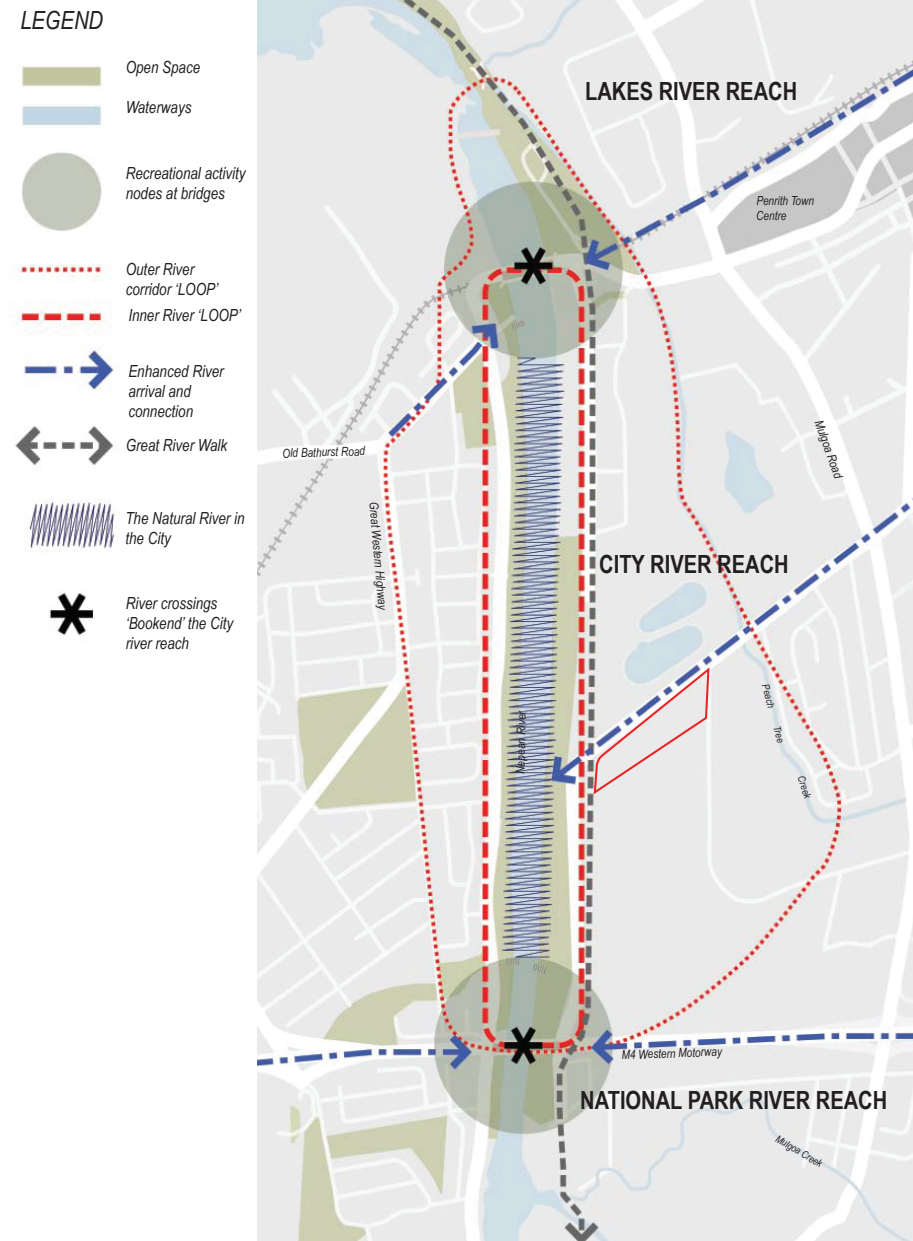 LEGEND
Open Space
Waterways
Recreational activity
nodes at bridges
Outer River
corridor ‘LOOP’
Inner River ‘LOOP’
Enhanced River
arrival and
connection
Great River Walk
The Natural River in
the City
River crossings
‘Bookend’ the City
river reach
LAKES RIVER REACH
Penrith Town
Centre
Old Bathurst Road
Mulgoa Road
Great Western Highway
CITY RIVER REACH
Nepean River
Peach
Tree
Creek
M4 Western Motorway
NATIONAL PARK RIVER REACH
Mulgoa Creek